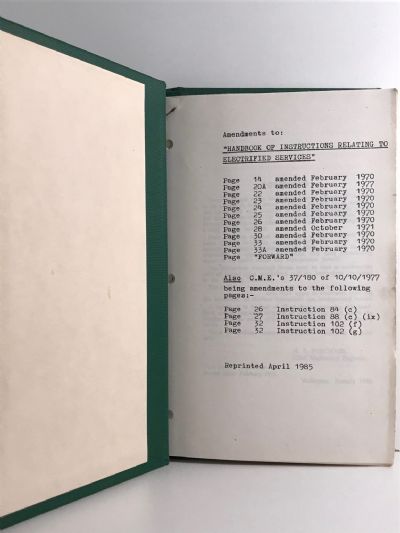 Amendments to:
"HANDBOOK OF INSTRUCTIONS RELATING TO
ELECTRIFIED SERVICES"
Page 14 amended February 1970
Page 20A amended February 1977
Page 22 amended February 1970
Page 23 amended February 1970
Page 24 amended February 1970
Page 25 amended February 1970
Page 26 amended February 1970
Page 28 amended October 1971
Page 30 amended February 1970
Page 33 amended February 1970
Page 33A amended February 1970
Page "FORWARD"
Also C.M.E.'s 37/180 of 10/10/1977
being amendments to the following
pages:-
Page 26 Instruction 84 (c)
Page 27 Instruction 88 (c) (ix)
Page 32 Instruction 102 (f)
Page 32 Instruction 102 (g)
Reprinted April 1985